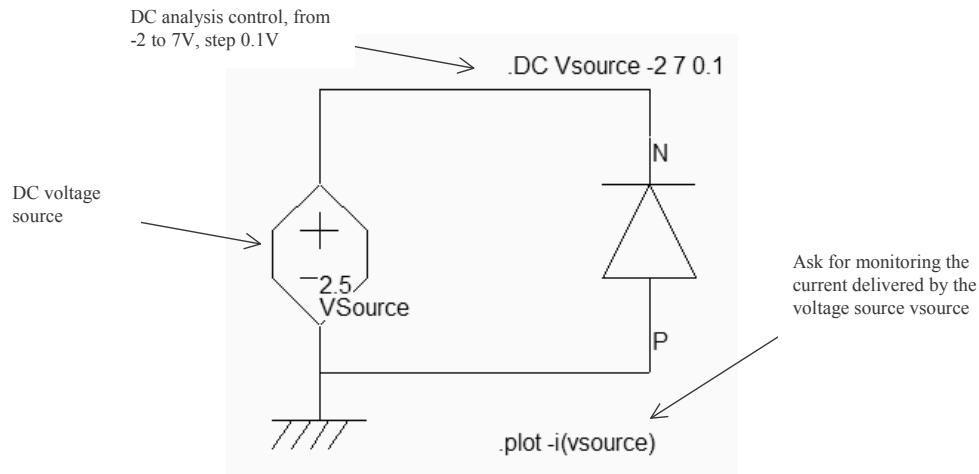 DC analysis control, from
-2 to 7V, step 0.1V
.DC Vsource -2 7 0.1
N
DC voltage
source
+
−2.5
VSource
Ask for monitoring the
current delivered by the
voltage source vsource
P
.plot -i(vsource)